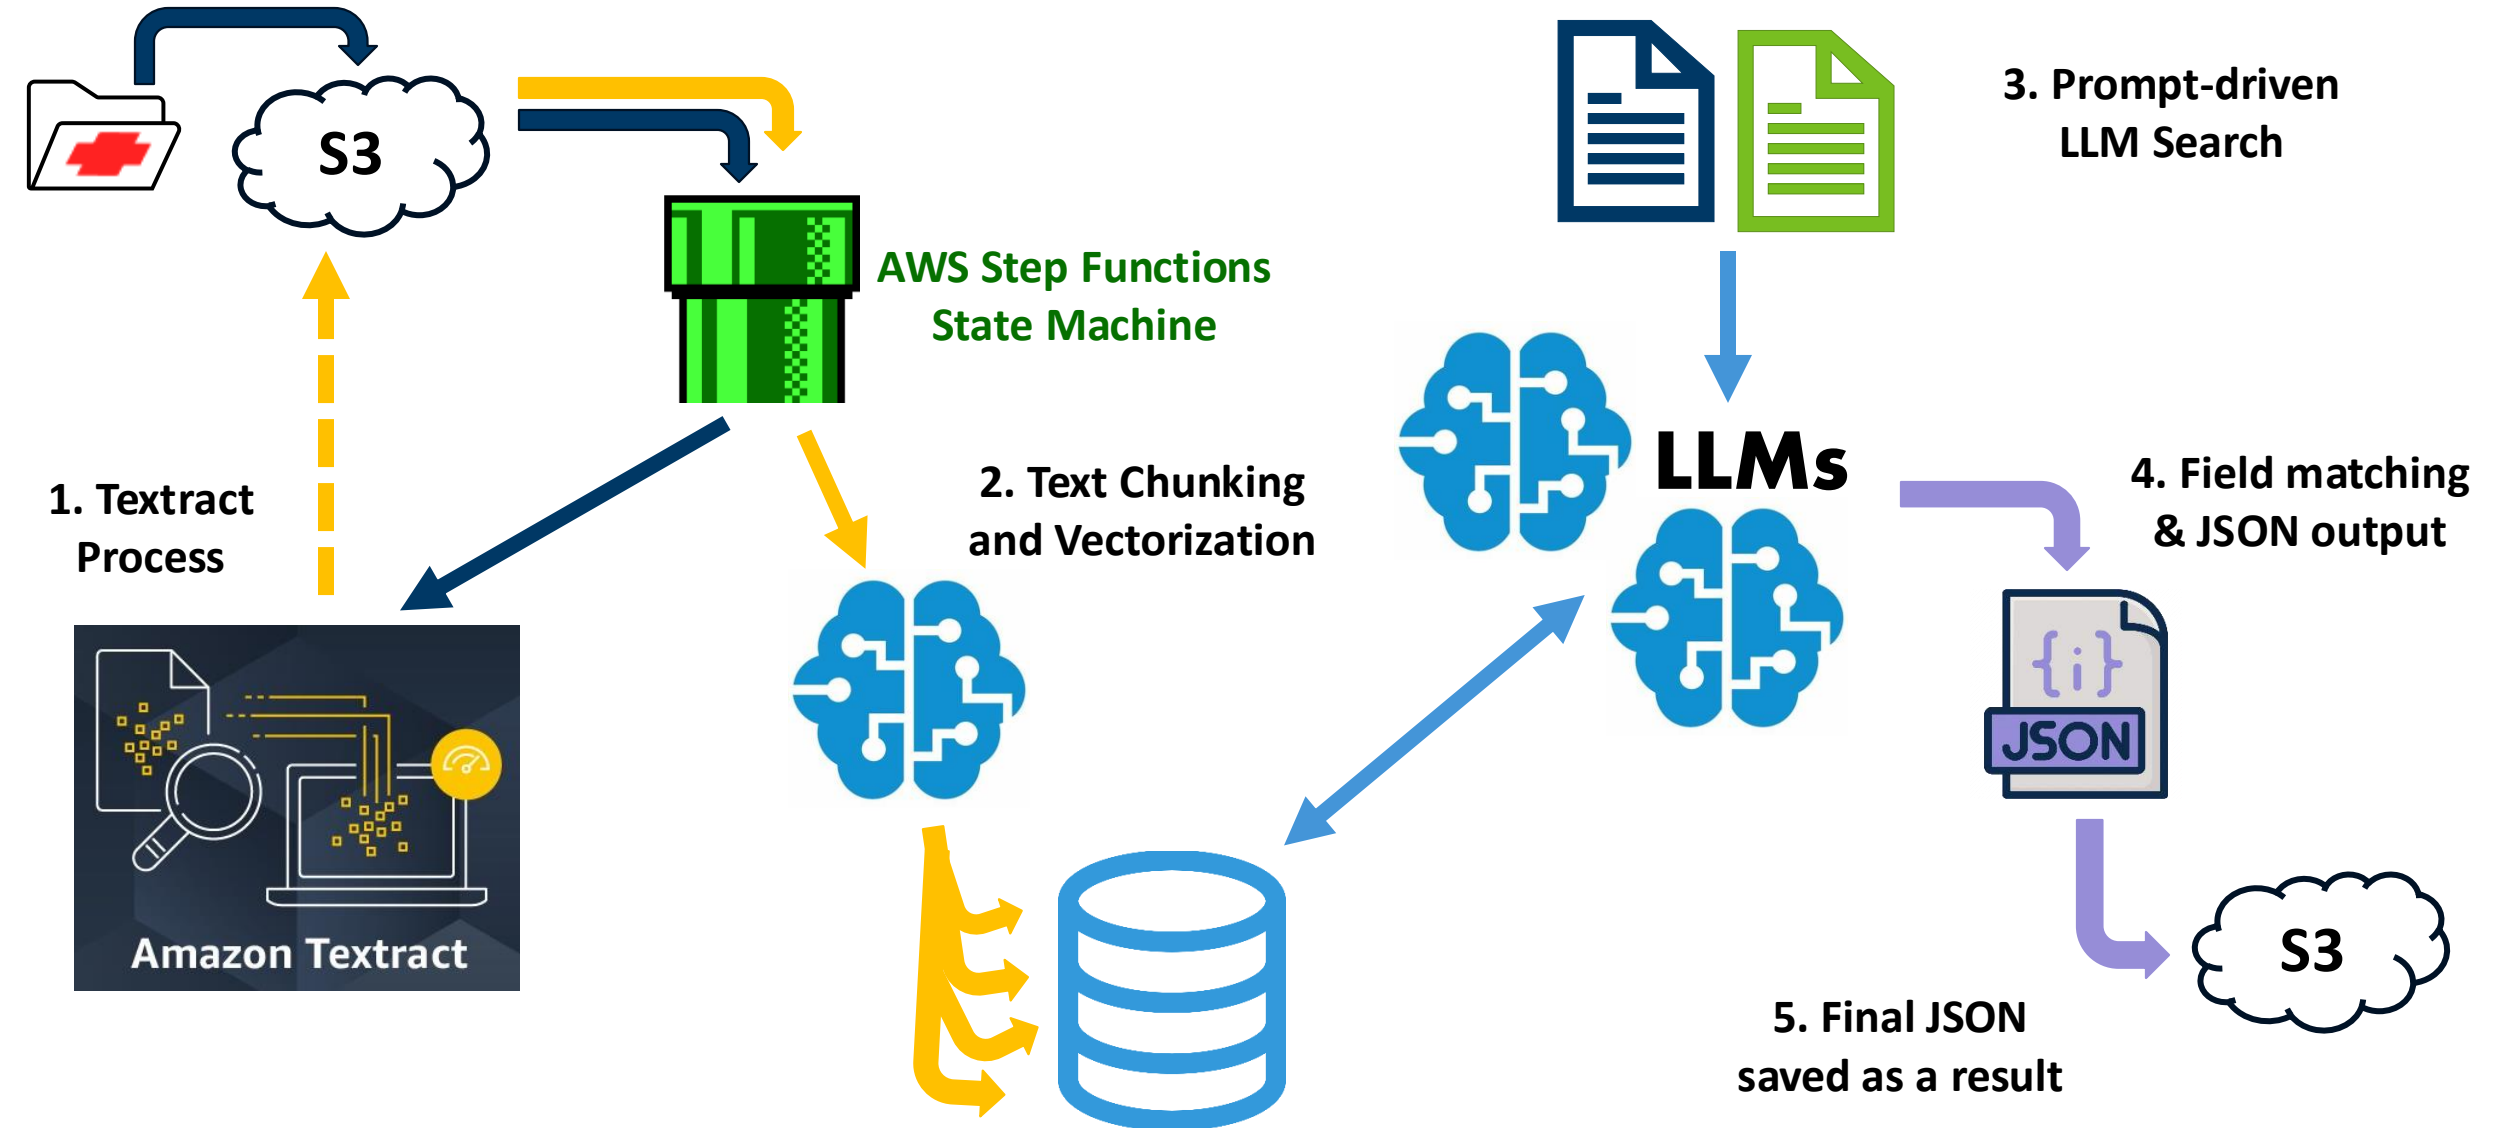 S3
AWS Step Functions
State Machine
1. Textract
Process
Amazon Textract
2. Text Chunking
and Vectorization
3. Prompt-driven
LLM Search
LLMs
4. Field matching
& JSON output
{i}
JSON
S3
5. Final JSON
saved as a result